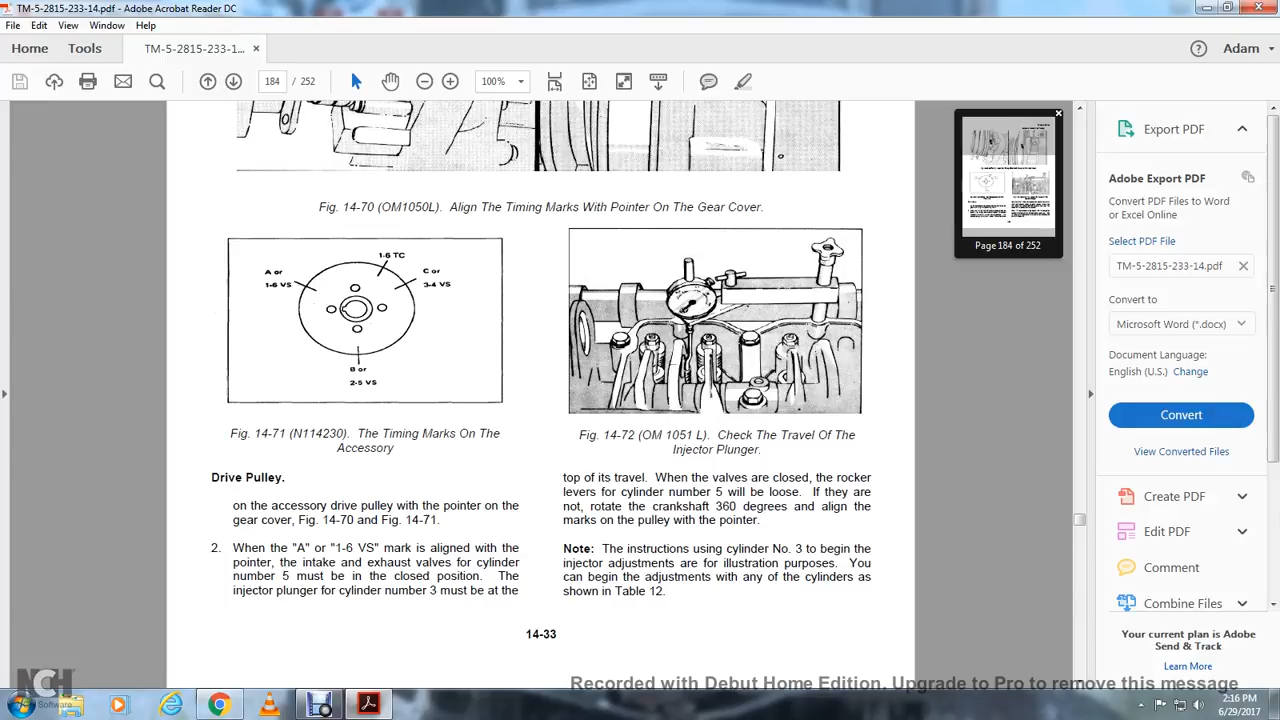 TM-5-2815-233-14.pdf - Adobe Acrobat Reader DC
File Edit View Window Help
Home Tools TM-5-2815-233-1... × Adam
184 / 252 100%
Fig. 14-70 (OM1050L). Align The Timing Marks With Pointer On The Gear Cover.
1-6 TC
A or
1-6 VS
C or
3-4 VS
B or
2-5 VS
Fig. 14-71 (N114230). The Timing Marks On The
Accessory
Fig. 14-72 (OM 1051 L). Check The Travel Of The
Injector Plunger.
Drive Pulley.
on the accessory drive pulley with the pointer on the
gear cover, Fig. 14-70 and Fig. 14-71.
2. When the "A" or "1-6 VS" mark is aligned with the
pointer, the intake and exhaust valves for cylinder
number 5 must be in the closed position. The
injector plunger for cylinder number 3 must be at the
top of its travel. When the valves are closed, the rocker
levers for cylinder number 5 will be loose. If they are
not, rotate the crankshaft 360 degrees and align the
marks on the pulley with the pointer.
Note: The instructions using cylinder No. 3 to begin the
injector adjustments are for illustration purposes. You
can begin the adjustments with any of the cylinders as
shown in Table 12.
14-33
Page 184 of 252
Export PDF
Adobe Export PDF
Convert PDF Files to Word
or Excel Online
Select PDF File
TM-5-2815-233-14.pdf
Convert to
Microsoft Word (*.docx)
Document Language:
English (U.S.) Change
Convert
View Converted Files
Create PDF
Edit PDF
Comment
Combine Files
Your current plan is Adobe
Send & Track
Learn More
Recorded with Debut Home Edition. Upgrade to Pro to remove this message
NCH
Software
2:16 PM
6/29/2017